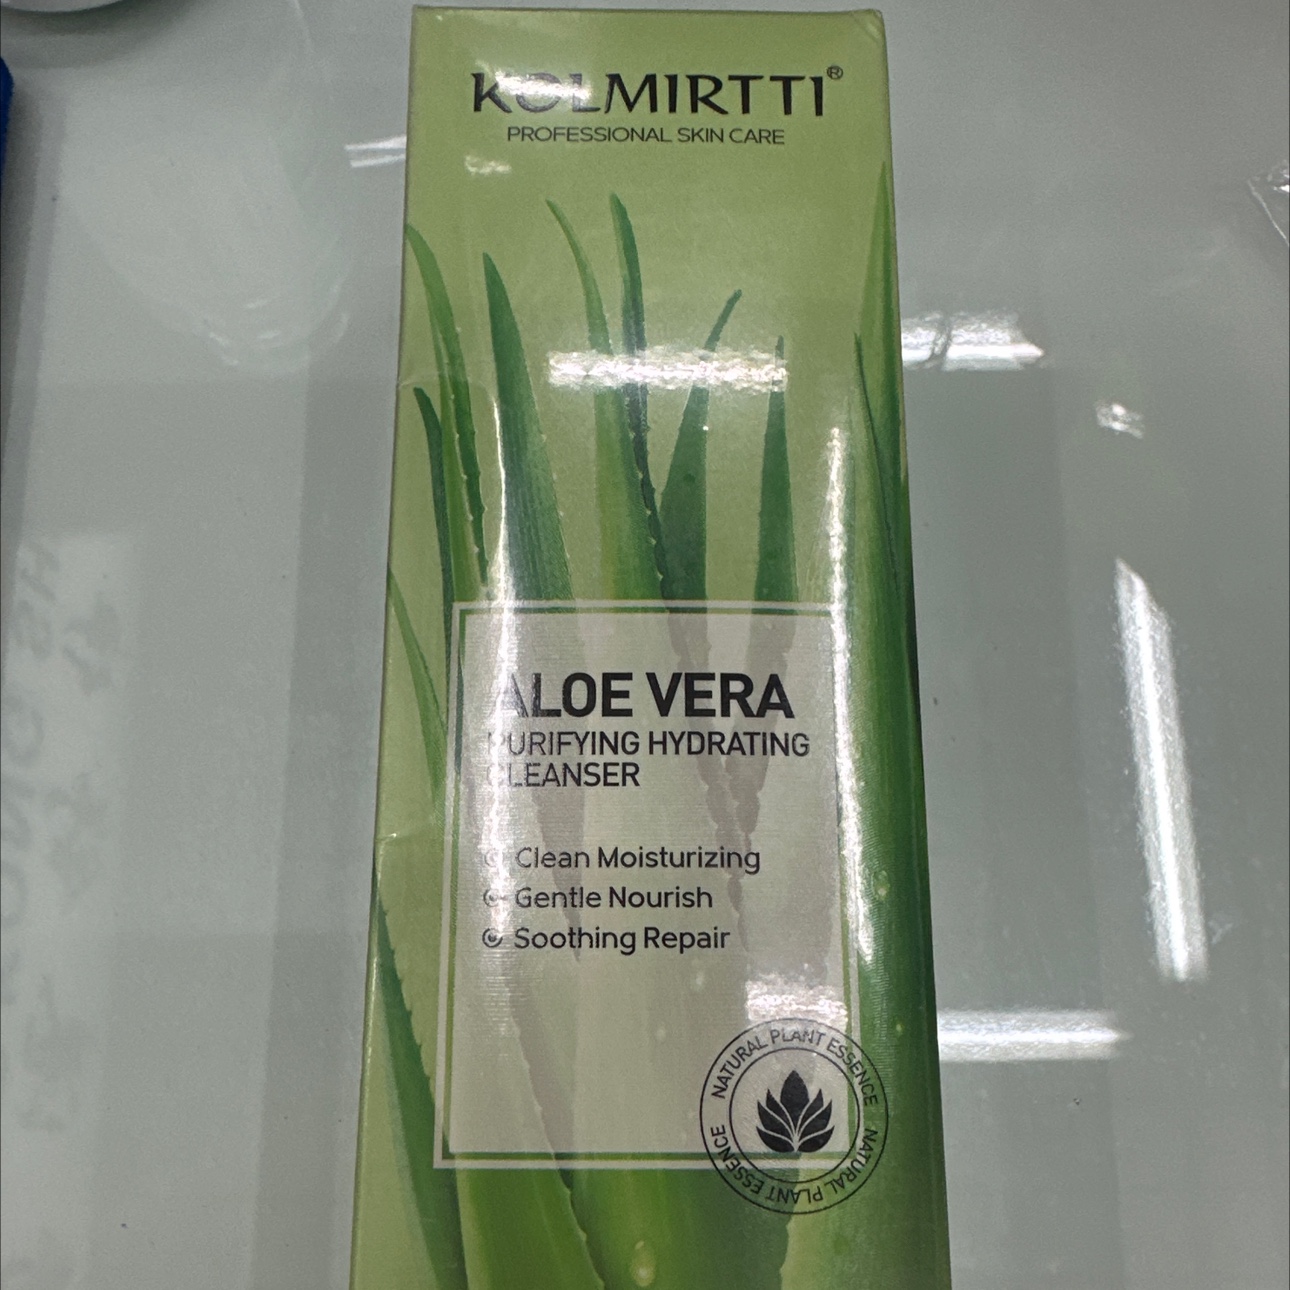 KOLMIRTTI®
PROFESSIONAL SKIN CARE
ALOE VERA
PURIFYING HYDRATING
CLEANSER
Clean Moisturizing
Gentle Nourish
Soothing Repair
NATURAL PLANT ESSENCE
NATURAL PLANT ESSENCE